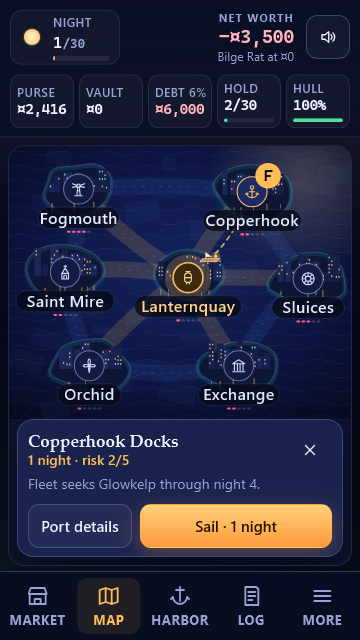 NIGHT
1/30
NET WORTH
-¤3,500
Bilge Rat at ¤0
PURSE
¤2,416
VAULT
¤0
DEBT 6%
¤6,000
HOLD
2/30
HULL
100%
F
Fogmouth
Copperhook
Saint Mire
Lanternquay
Sluices
Orchid
Exchange
Copperhook Docks
1 night · risk 2/5
Fleet seeks Glowkelp through night 4.
Port details
Sail · 1 night
MARKET
MAP
HARBOR
LOG
MORE